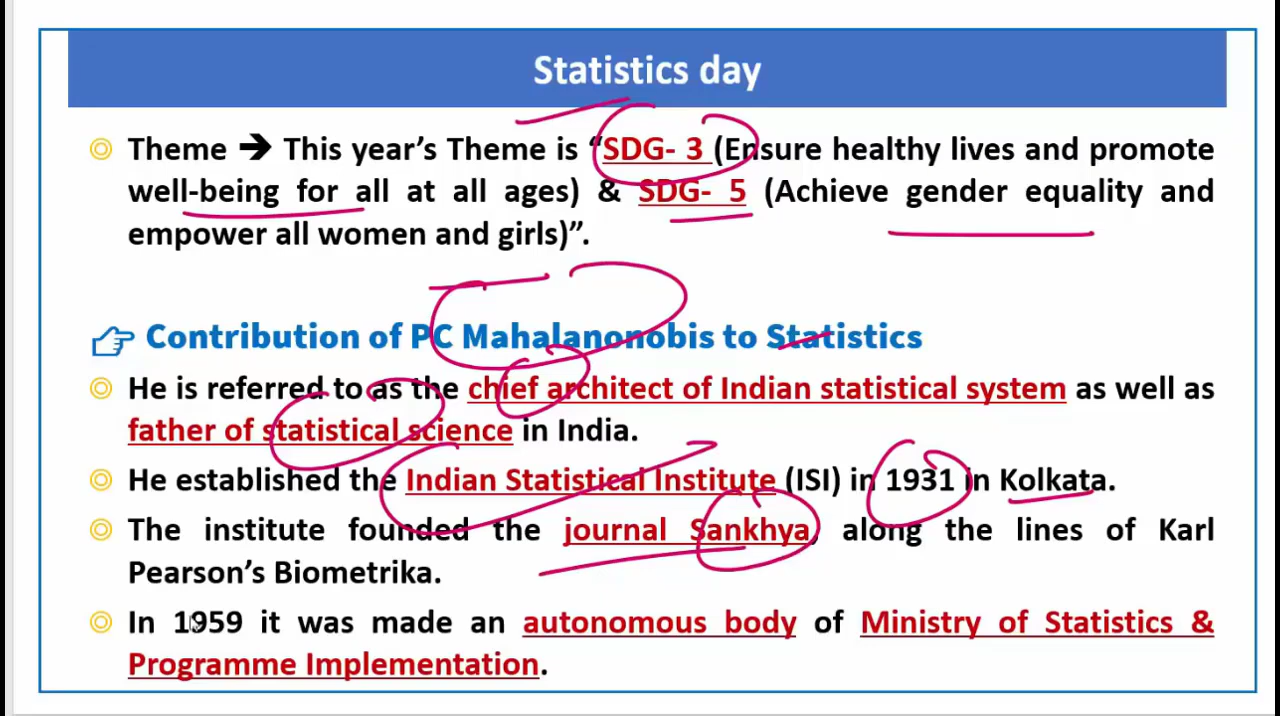 Statistics day
Theme ➔ This year’s Theme is “SDG- 3 (Ensure healthy lives and promote
well-being for all at all ages) & SDG- 5 (Achieve gender equality and
empower all women and girls)”.
Contribution of PC Mahalanonobis to Statistics
He is referred to as the chief architect of Indian statistical system as well as
father of statistical science in India.
He established the Indian Statistical Institute (ISI) in 1931 in Kolkata.
The institute founded the journal Sankhya, along the lines of Karl
Pearson’s Biometrika.
In 1959 it was made an autonomous body of Ministry of Statistics &
Programme Implementation.